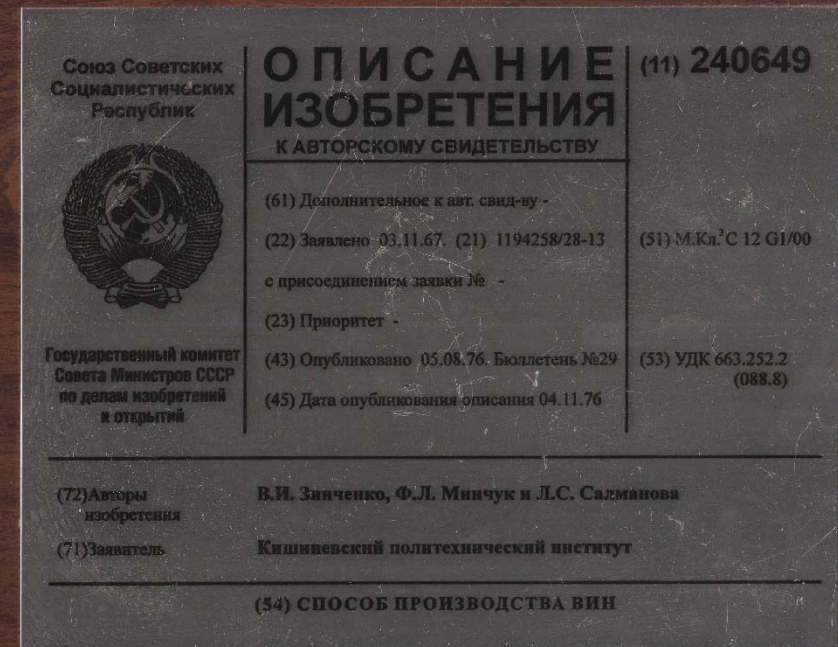 Союз Советских
Социалистических
Республик
ОПИСАНИЕ
ИЗОБРЕТЕНИЯ
К АВТОРСКОМУ СВИДЕТЕЛЬСТВУ
(11) 240649
(61) Дополнительное к авт. свид-ву -
(22) Заявлено 03.11.67. (21) 1194258/28-13
(51) М.Кл.² С 12 G1/00
с присоединением заявки № -
(23) Приоритет -
(43) Опубликовано 05.08.76. Бюллетень №29
(53) УДК 663.252.2
(088.8)
(45) Дата опубликования описания 04.11.76
Государственный комитет
Совета Министров СССР
по делам изобретений
и открытий
(72)Авторы
изобретения
В.И. Зинченко, Ф.Л. Минчук и Л.С. Салманова
(71)Заявитель
Кишиневский политехнический институт
(54) СПОСОБ ПРОИЗВОДСТВА ВИН